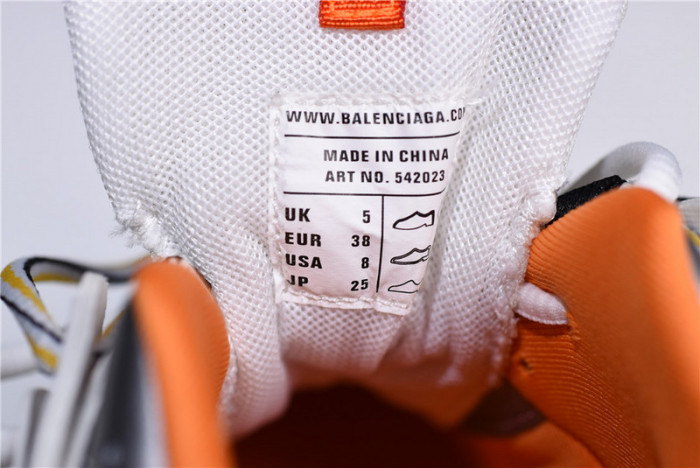 WWW.BALENCIAGA.CO
MADE IN CHINA
ART NO. 542023
UK 5
EUR 38
USA 8
JP 25